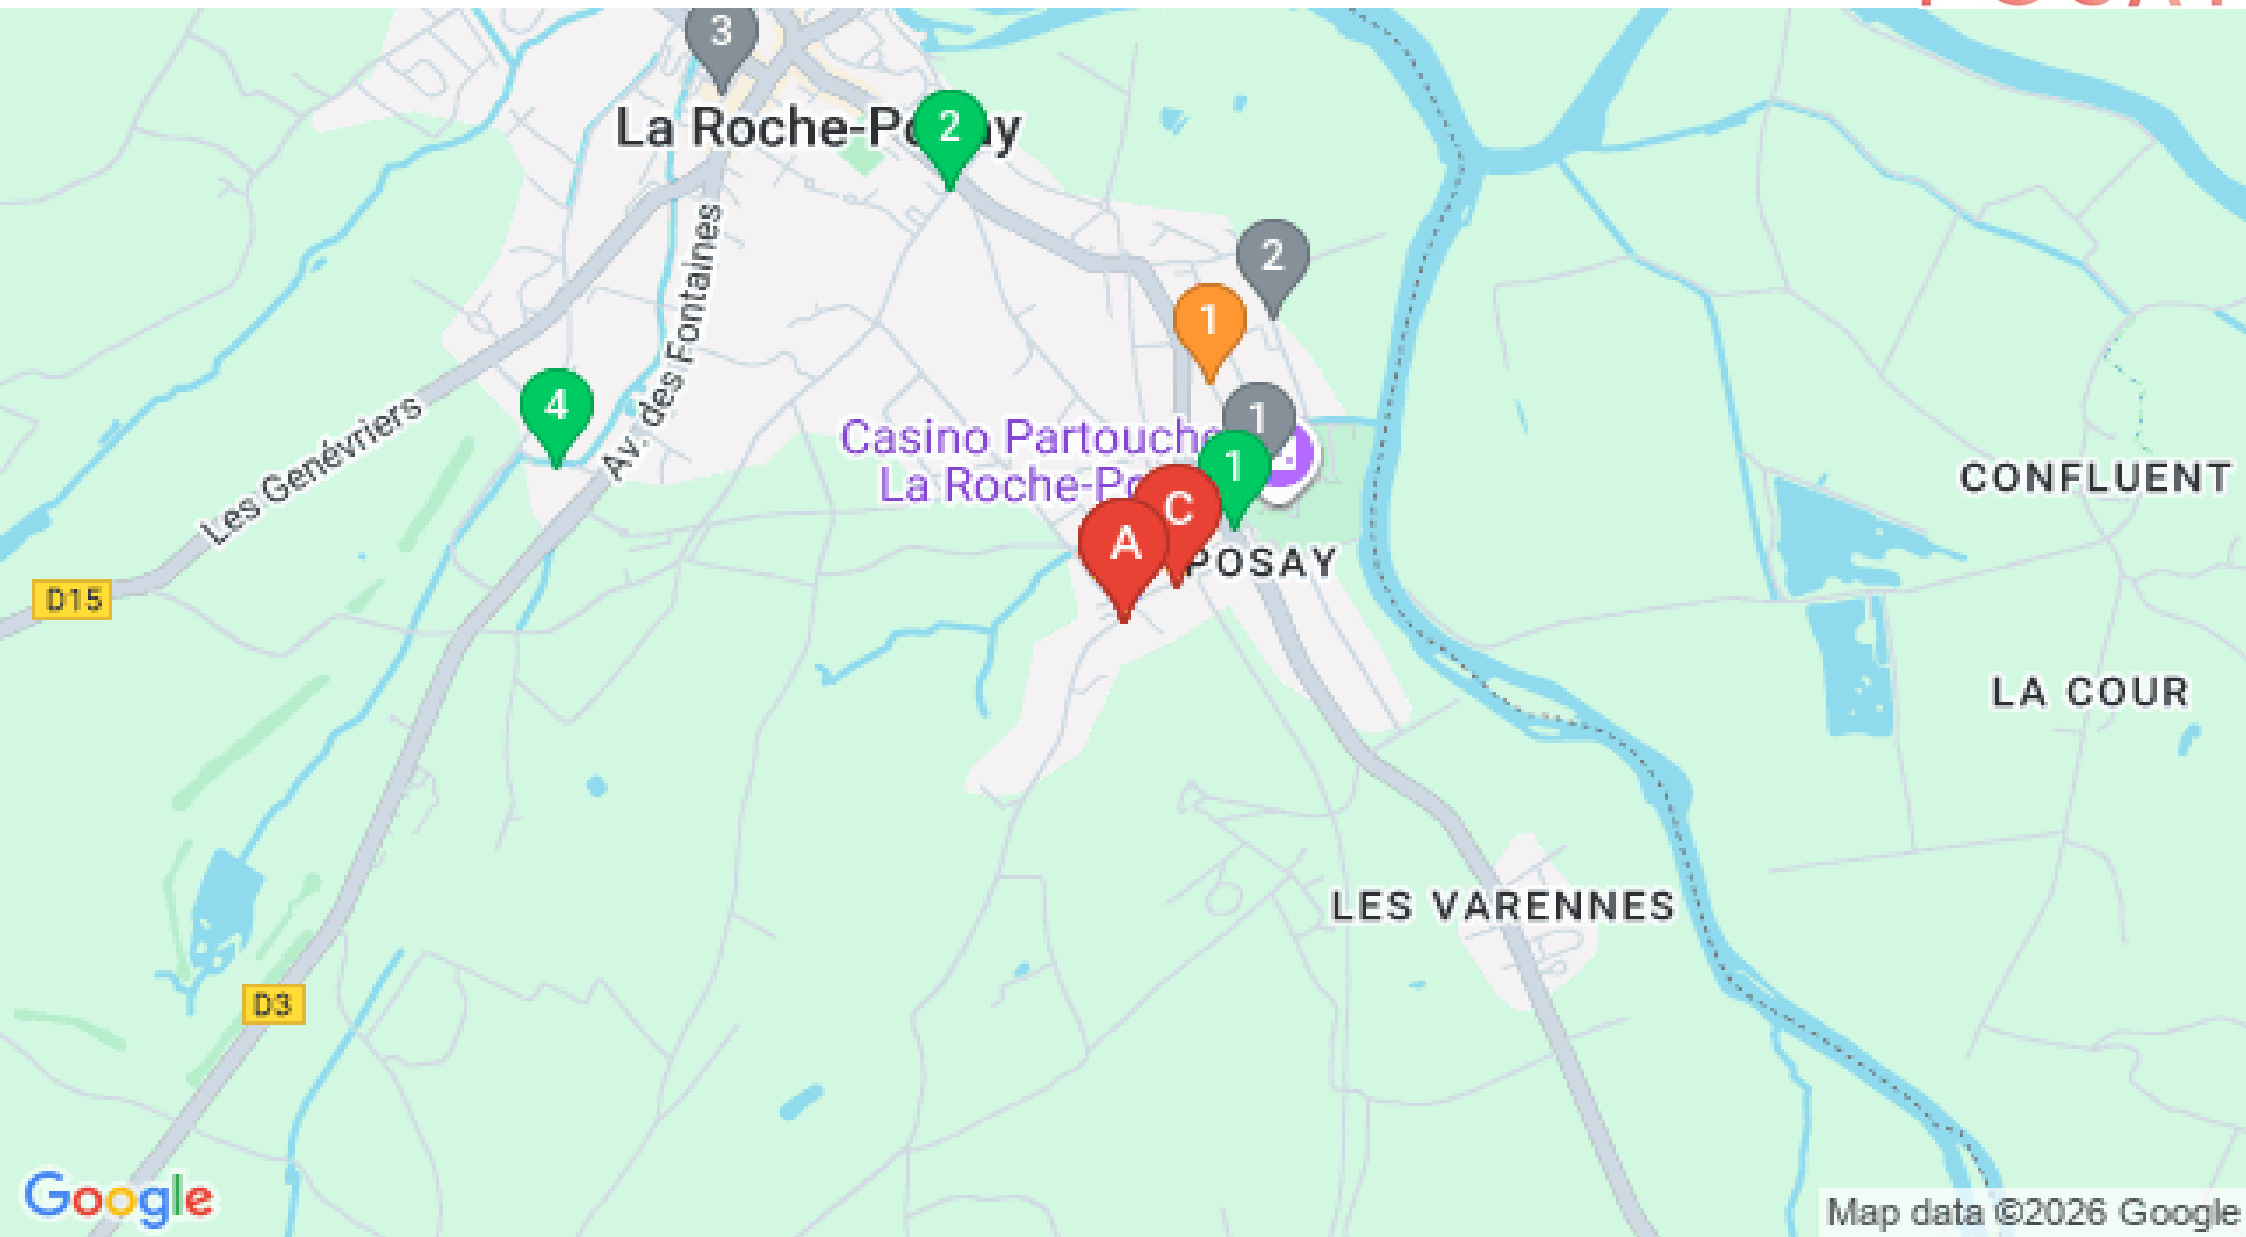 3
La Roche-Posay
2
2
1
Av. des Fontaines
4
1
Casino Partouche
La Roche-Po
1
C
A
Les Genévriers
CONFLUENT
POSAY
D15
LA COUR
LES VARENNES
D3
Google
Map data ©2026 Google